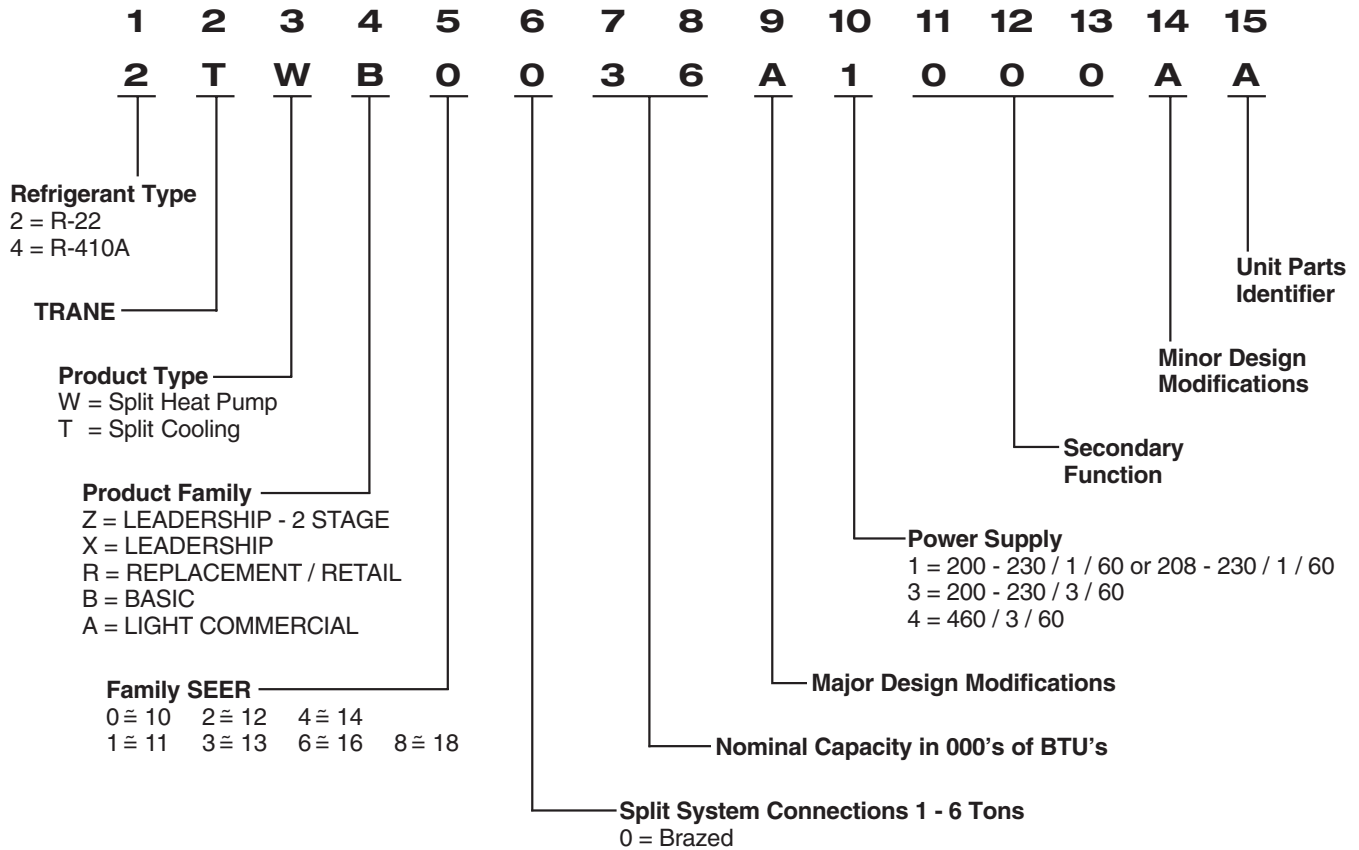 1 2 3 4 5 6 7 8 9 10 11 12 13 14 15
2 T W B 0 0 3 6 A 1 0 0 0 A A
Refrigerant Type
2 = R-22
4 = R-410A
TRANE
Product Type
W = Split Heat Pump
T = Split Cooling
Product Family
Z = LEADERSHIP - 2 STAGE
X = LEADERSHIP
R = REPLACEMENT / RETAIL
B = BASIC
A = LIGHT COMMERCIAL
Family SEER
0 ≅ 10 2 ≅ 12 4 ≅ 14
1 ≅ 11 3 ≅ 13 6 ≅ 16 8 ≅ 18
Split System Connections 1 - 6 Tons
0 = Brazed
Nominal Capacity in 000's of BTU's
Major Design Modifications
Power Supply
1 = 200 - 230 / 1 / 60 or 208 - 230 / 1 / 60
3 = 200 - 230 / 3 / 60
4 = 460 / 3 / 60
Secondary
Function
Minor Design
Modifications
Unit Parts
Identifier